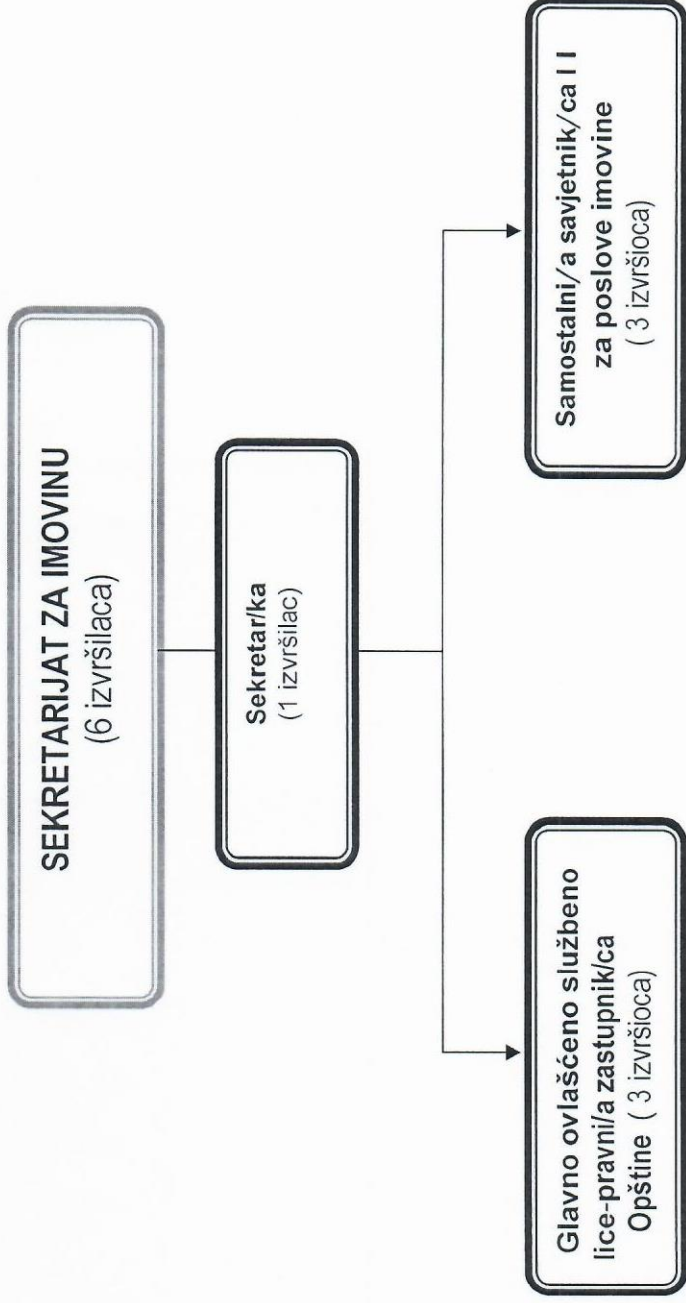 SEKRETARIJAT ZA IMOVINU
(6 izvršilaca)
Sekretar/ka
(1 izvršilac)
Glavno ovlašćeno službeno
lice-pravni/a zastupnik/ca
Opštine ( 3 izvršioca)
Samostalni/a savjetnik/ca I I
za poslove imovine
( 3 izvršioca)